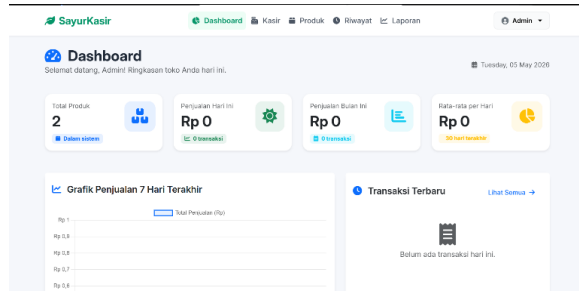 SayurKasir
Dashboard Kasir Produk Riwayat Laporan
Admin
Dashboard
Selamat datang, Admin! Ringkasan toko Anda hari ini.
Tuesday, 05 May 2026
Total Produk
2
Dalam sistem
Penjualan Hari Ini
Rp 0
0 transaksi
Penjualan Bulan Ini
Rp 0
0 transaksi
Rata-rata per Hari
Rp 0
30 hari terakhir
Grafik Penjualan 7 Hari Terakhir
Total Penjualan (Rp)
Rp 1
Rp 0,9
Rp 0,8
Rp 0,7
Rp 0,6
Transaksi Terbaru
Lihat Semua →
Belum ada transaksi hari ini.